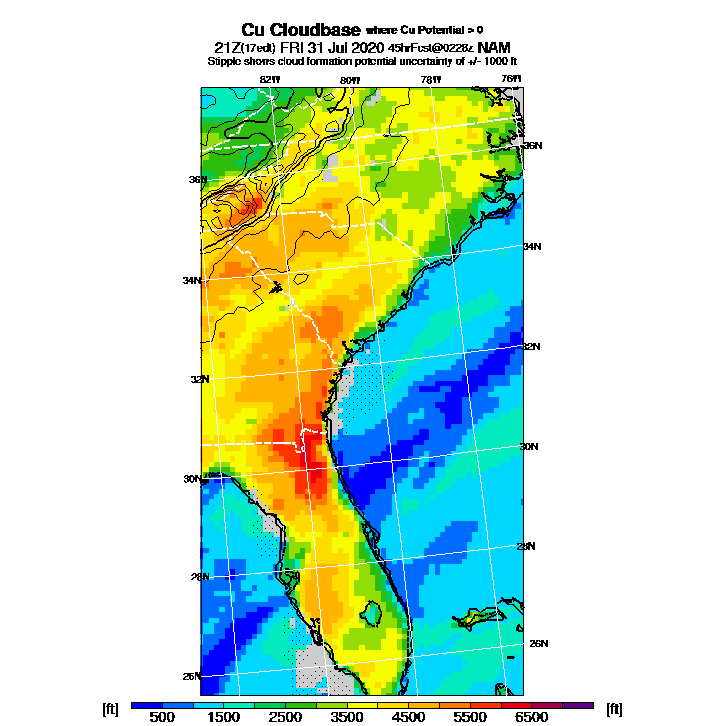 Cu Cloudbase where Cu Potential > 0
21Z(17edt) FRI 31 Jul 2020 45hrFcst@0228z NAM
Stipple shows cloud formation potential uncertainty of +/- 1000 ft
82W 80W 78W 76W
36N
36N
34N
34N
32N
32N
30N
30N
28N
28N
26N
26N
[ft] 500 1500 2500 3500 4500 5500 6500 [ft]